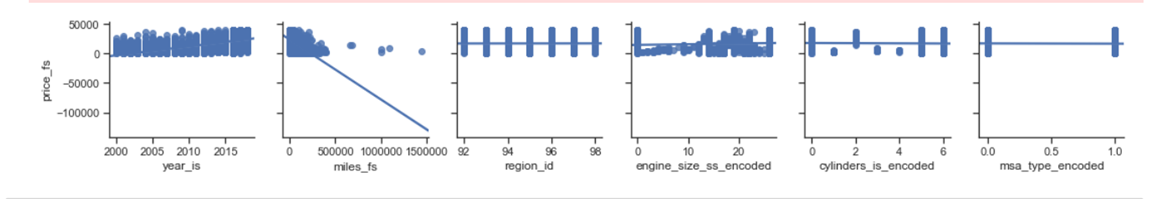 price_fs
50000
0
−50000
−100000
2000 2005 2010 2015
year_is
0 500000 1000000 1500000
miles_fs
92 94 96 98
region_id
0 10 20
engine_size_ss_encoded
0 2 4 6
cylinders_is_encoded
0.0 0.5 1.0
msa_type_encoded